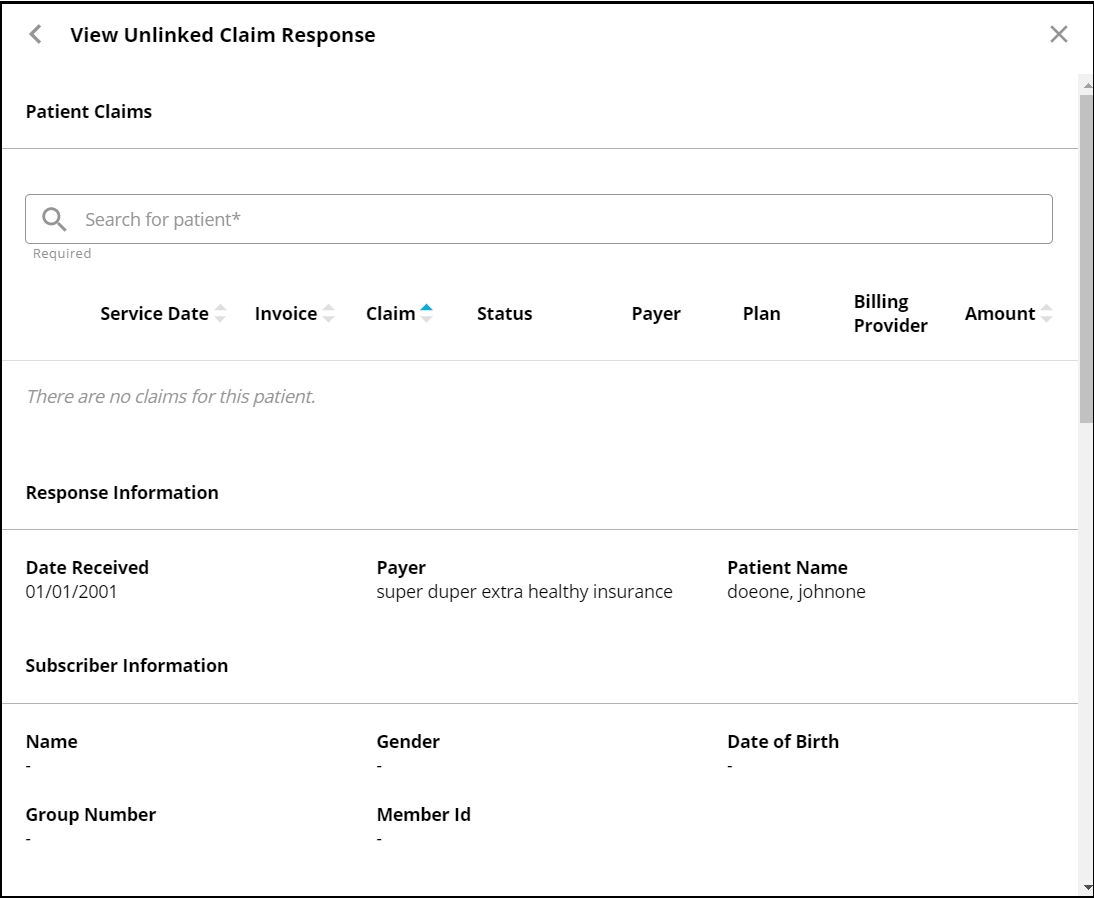 View Unlinked Claim Response
Patient Claims
Search for patient*
Required
Service Date Invoice Claim Status Payer Plan Billing Provider Amount
There are no claims for this patient.
Response Information
Date Received Payer Patient Name
01/01/2001 super duper extra healthy insurance doeone, johnone
Subscriber Information
Name Gender Date of Birth
- - -
Group Number Member Id
- -